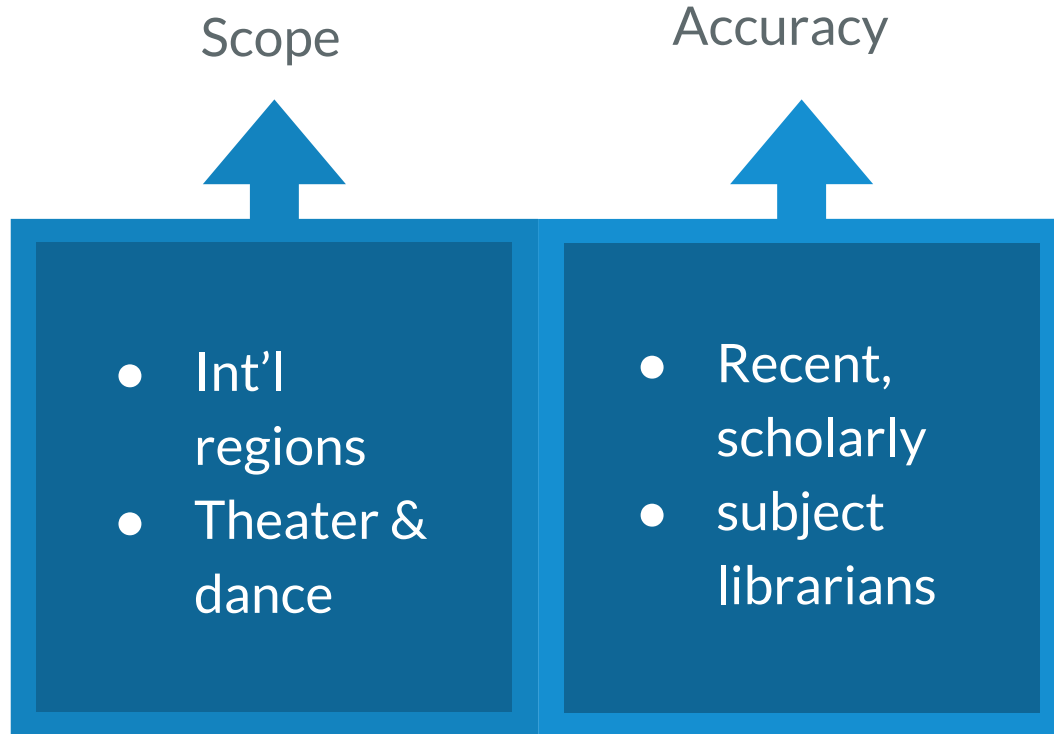 Scope
Accuracy
● Int’l
regions
● Theater &
dance
● Recent,
scholarly
● subject
librarians